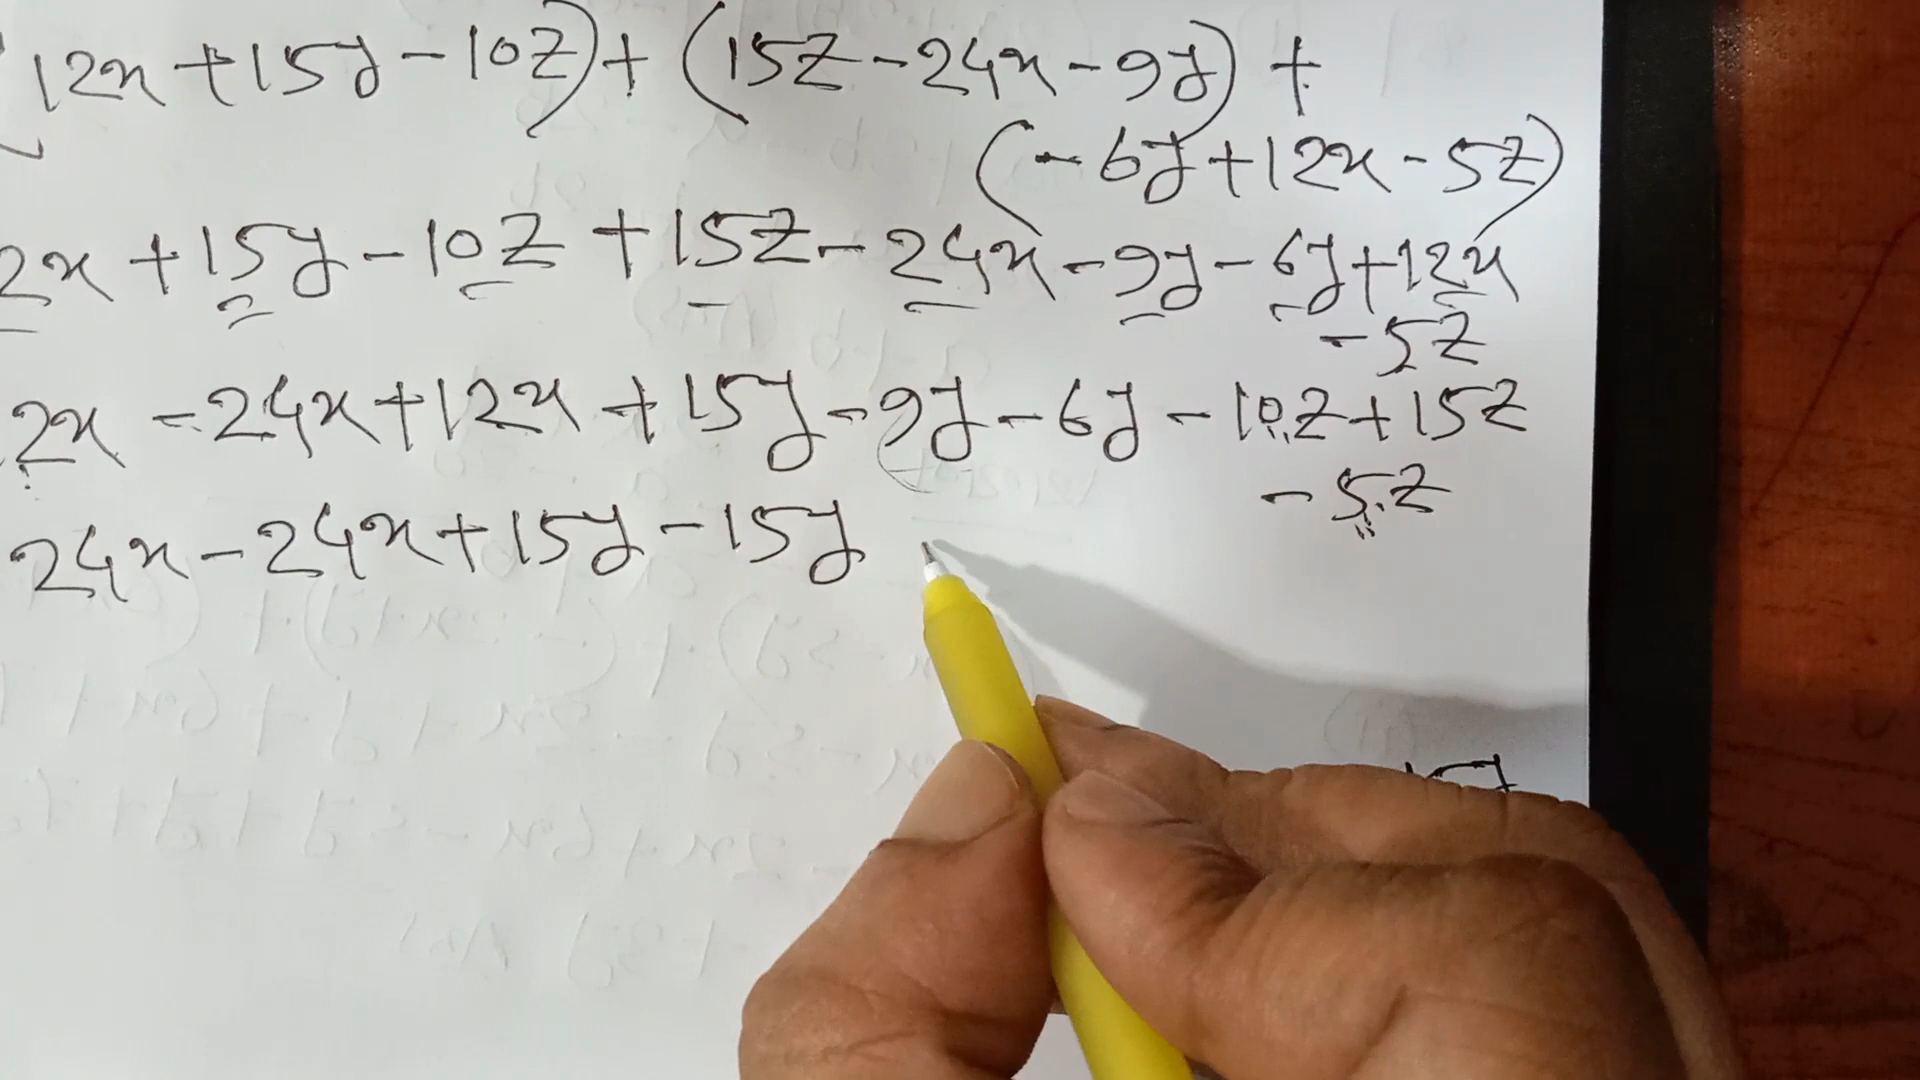 (12x + 15y - 10z) + (15z - 24x - 9y) +
(- 6y + 12x - 5z)
2x + 15y - 10z + 15z - 24x - 9y - 6y + 12x
- 5z
2x - 24x + 12x + 15y - 9y - 6y - 10z + 15z
- 5z
24x - 24x + 15y - 15y